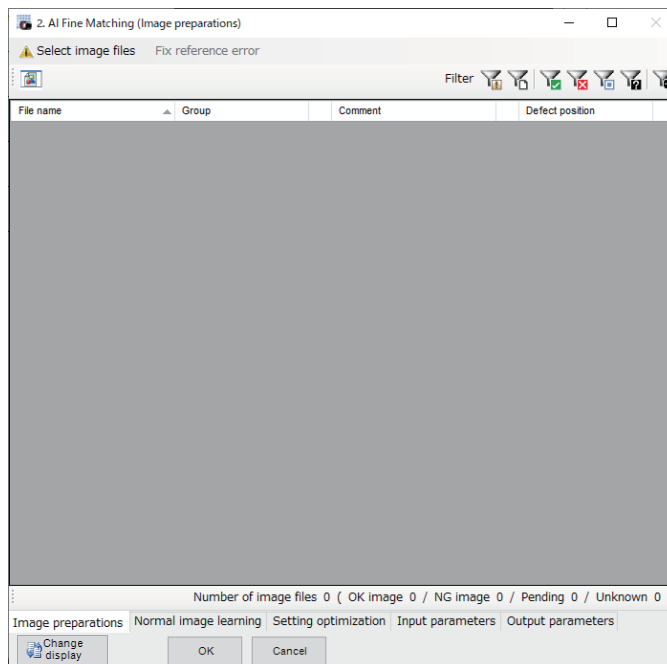 2. AI Fine Matching (Image preparations)
Select image files Fix reference error
Filter
File name Group Comment Defect position
Number of image files 0 ( OK image 0 / NG image 0 / Pending 0 / Unknown 0
Image preparations Normal image learning Setting optimization Input parameters Output parameters
Change
display
OK Cancel